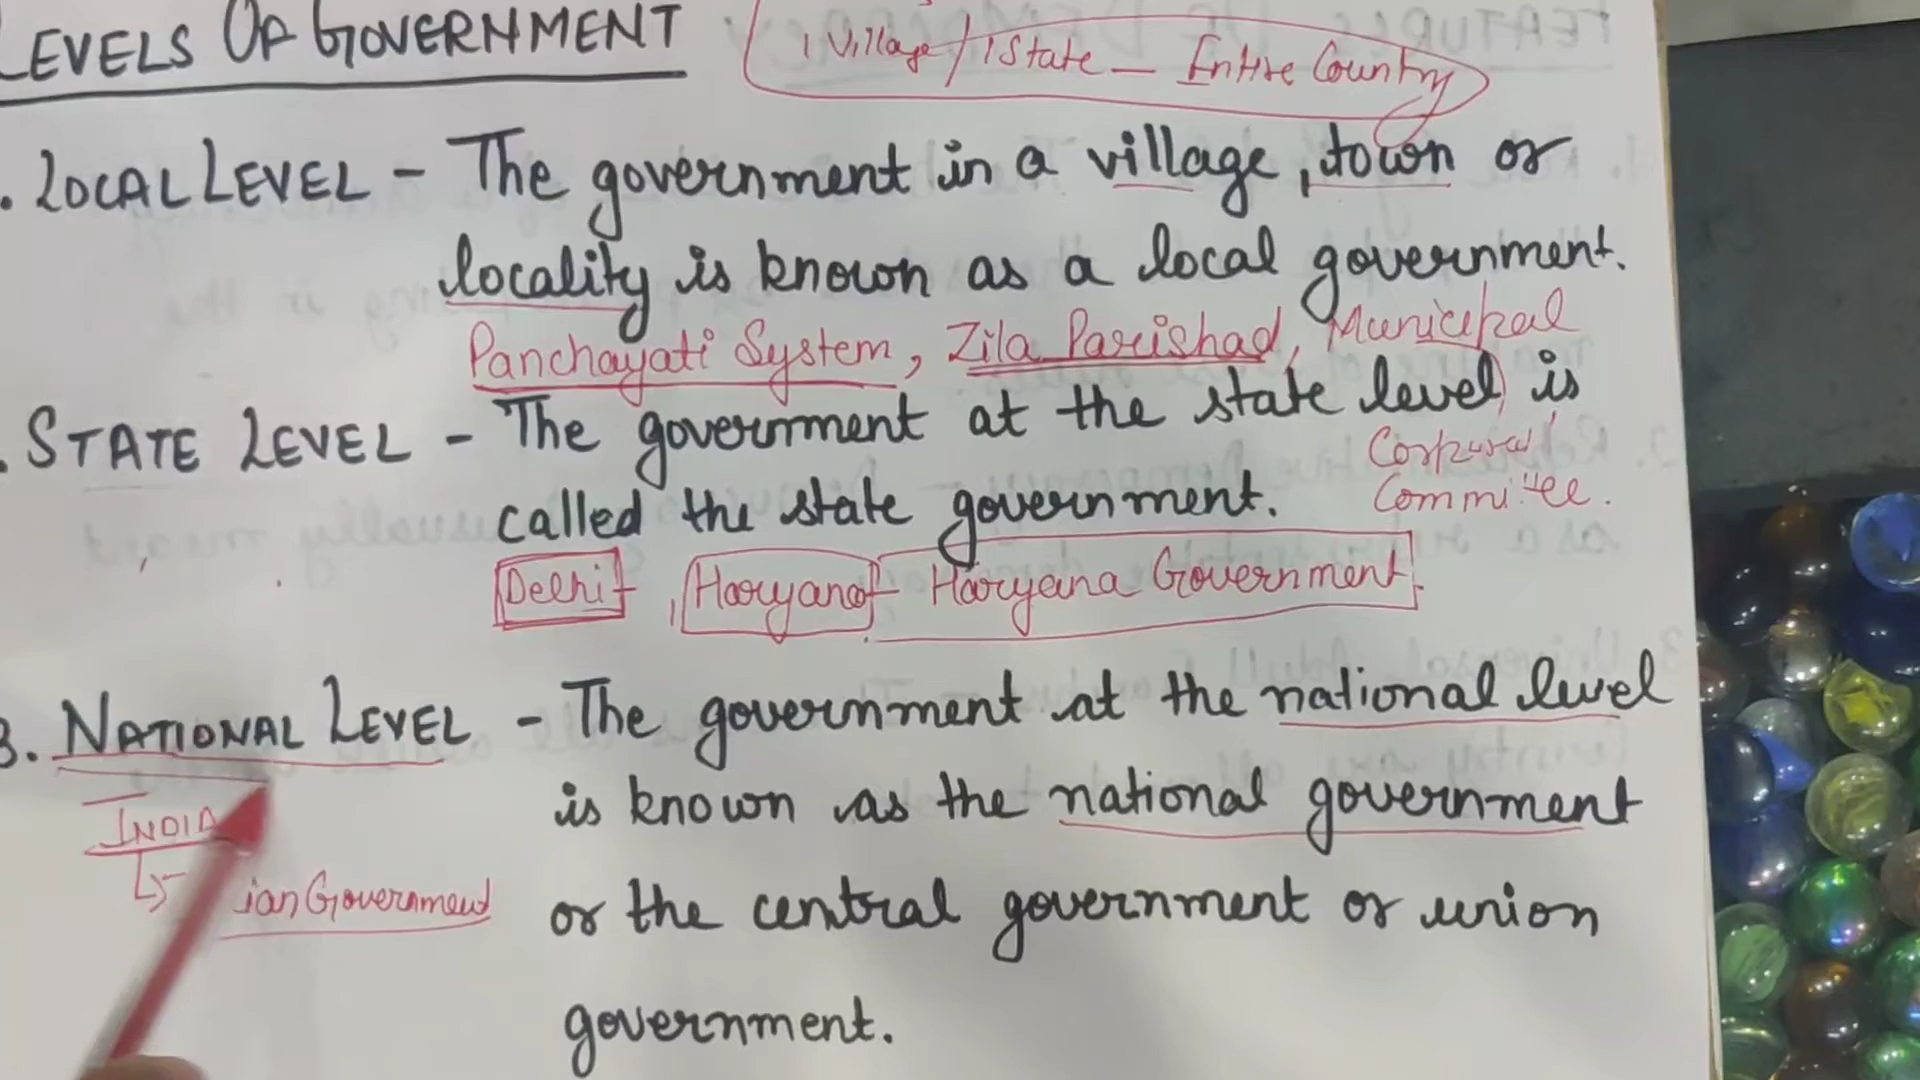 LEVELS OF GOVERNMENT
1 Village / 1 State - Entire Country
. LOCAL LEVEL - The government in a village, town or
locality is known as a local government.
Panchayati System, Zila Parishad, Municipal
. STATE LEVEL - The government at the state level is
Committee.
called the state government.
Delhi, Haryana - Haryana Government.
3. NATIONAL LEVEL - The government at the national level
INDIA
is known as the national government
ian Government
or the central government or union
government.